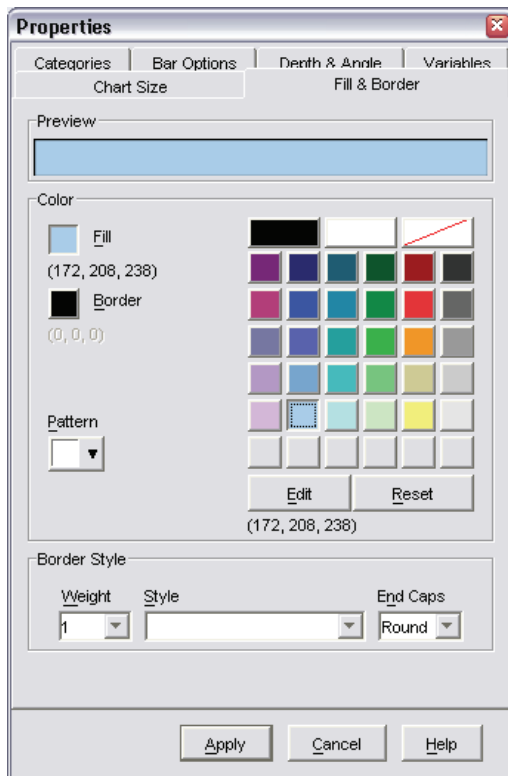 Properties
Categories Bar Options Depth & Angle Variables
Chart Size Fill & Border
Preview
Color
Fill
(172, 208, 238)
Border
(0, 0, 0)
Pattern
Edit Reset
(172, 208, 238)
Border Style
Weight Style End Caps
1 Round
Apply Cancel Help